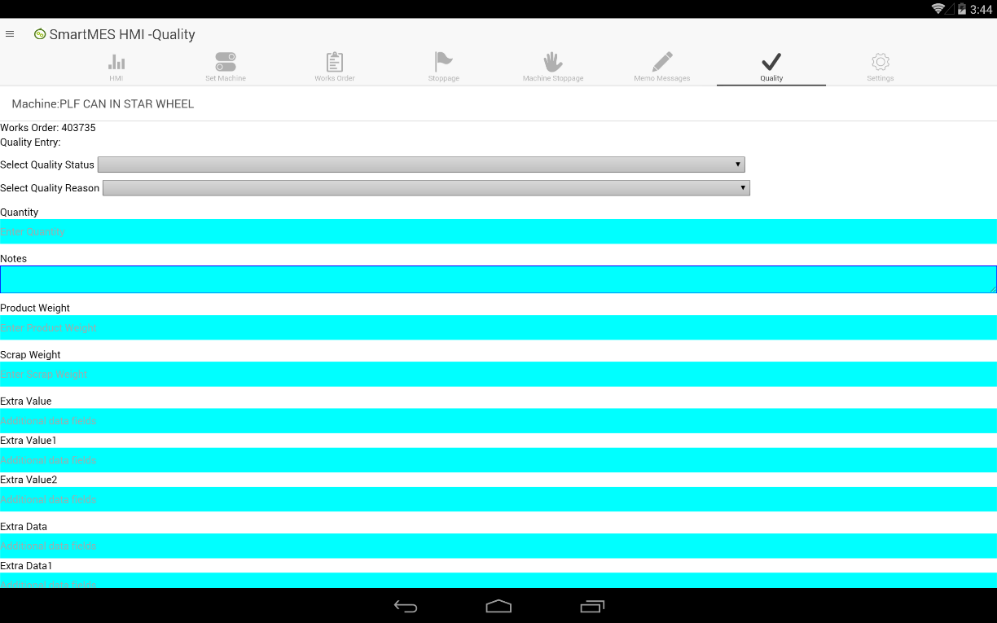 3:44
SmartMES HMI -Quality
HMI
Set Machine
Works Order
Stoppage
Machine Stoppage
Memo Messages
Quality
Settings
Machine:PLF CAN IN STAR WHEEL
Works Order: 403735
Quality Entry:
Select Quality Status
Select Quality Reason
Quantity
Enter Quantity
Notes
Product Weight
Enter Product Weight
Scrap Weight
Enter Scrap Weight
Extra Value
Additional data fields
Extra Value1
Additional data fields
Extra Value2
Additional data fields
Extra Data
Additional data fields
Extra Data1
Additional data fields